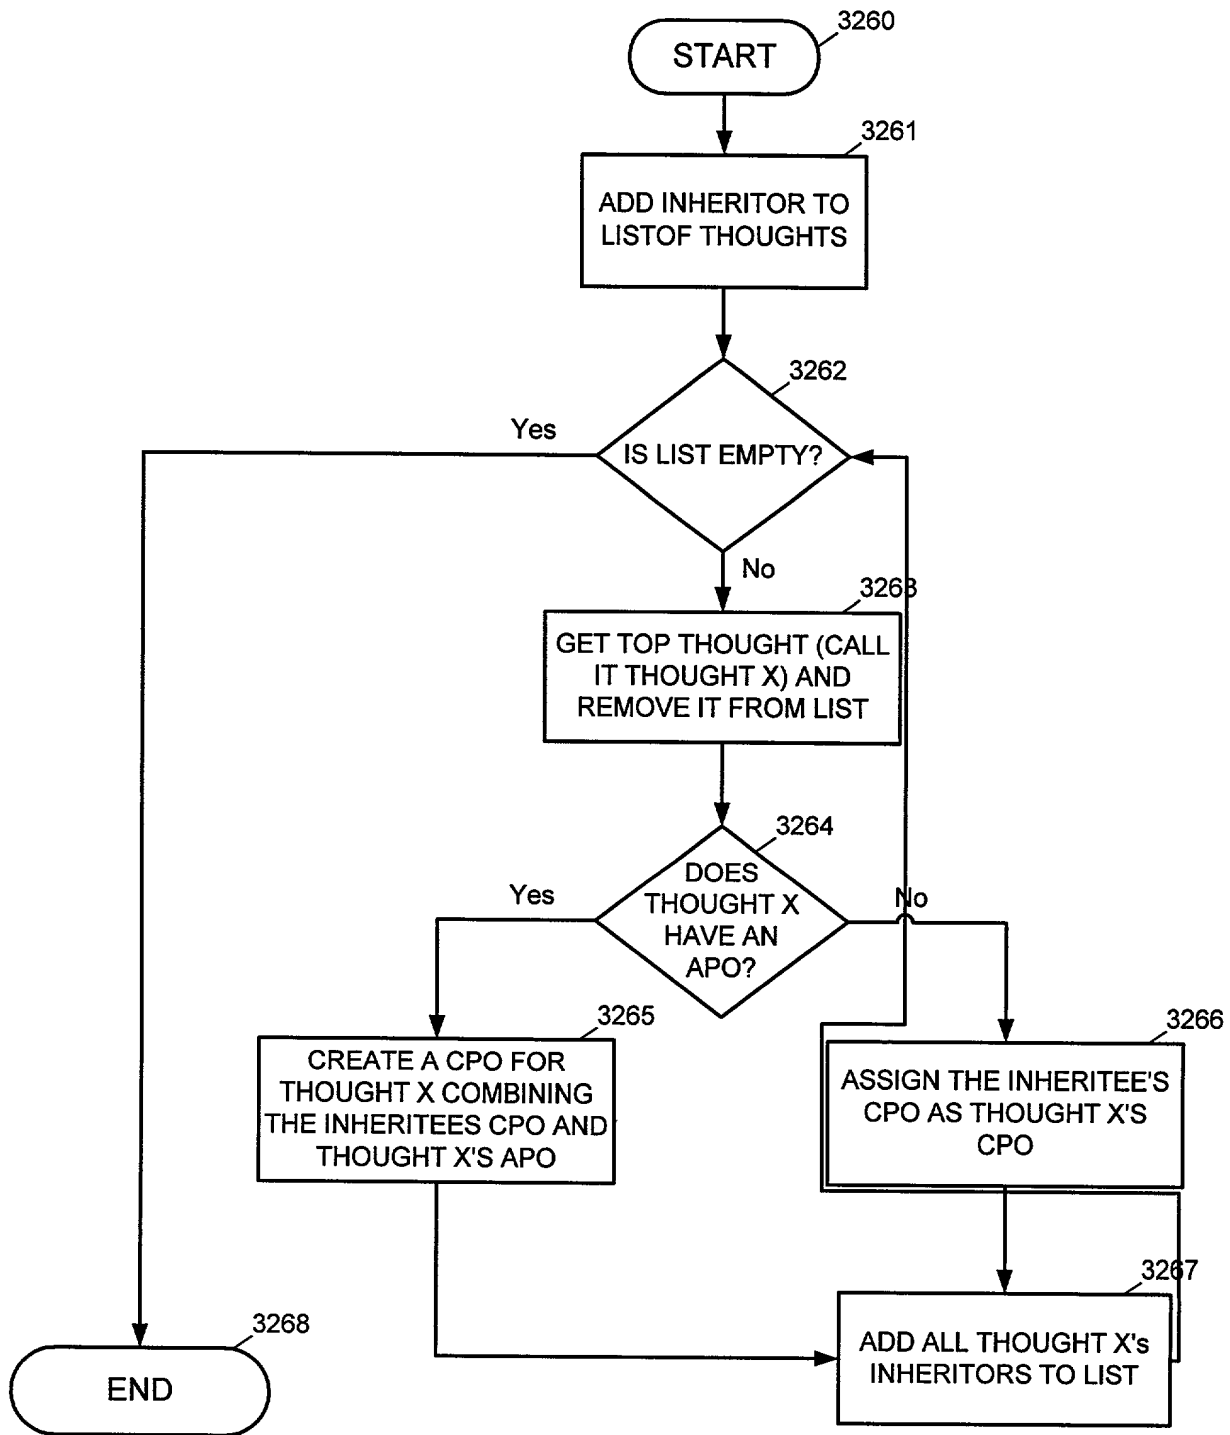 3260
START
3261
ADD INHERITOR TO
LISTOF THOUGHTS
3262
Yes
IS LIST EMPTY?
No
3263
GET TOP THOUGHT (CALL
IT THOUGHT X) AND
REMOVE IT FROM LIST
3264
DOES
THOUGHT X
HAVE AN
APO?
Yes
No
3265
CREATE A CPO FOR
THOUGHT X COMBINING
THE INHERITEES CPO AND
THOUGHT X'S APO
3266
ASSIGN THE INHERITEE'S
CPO AS THOUGHT X'S
CPO
3267
ADD ALL THOUGHT X's
INHERITORS TO LIST
3268
END